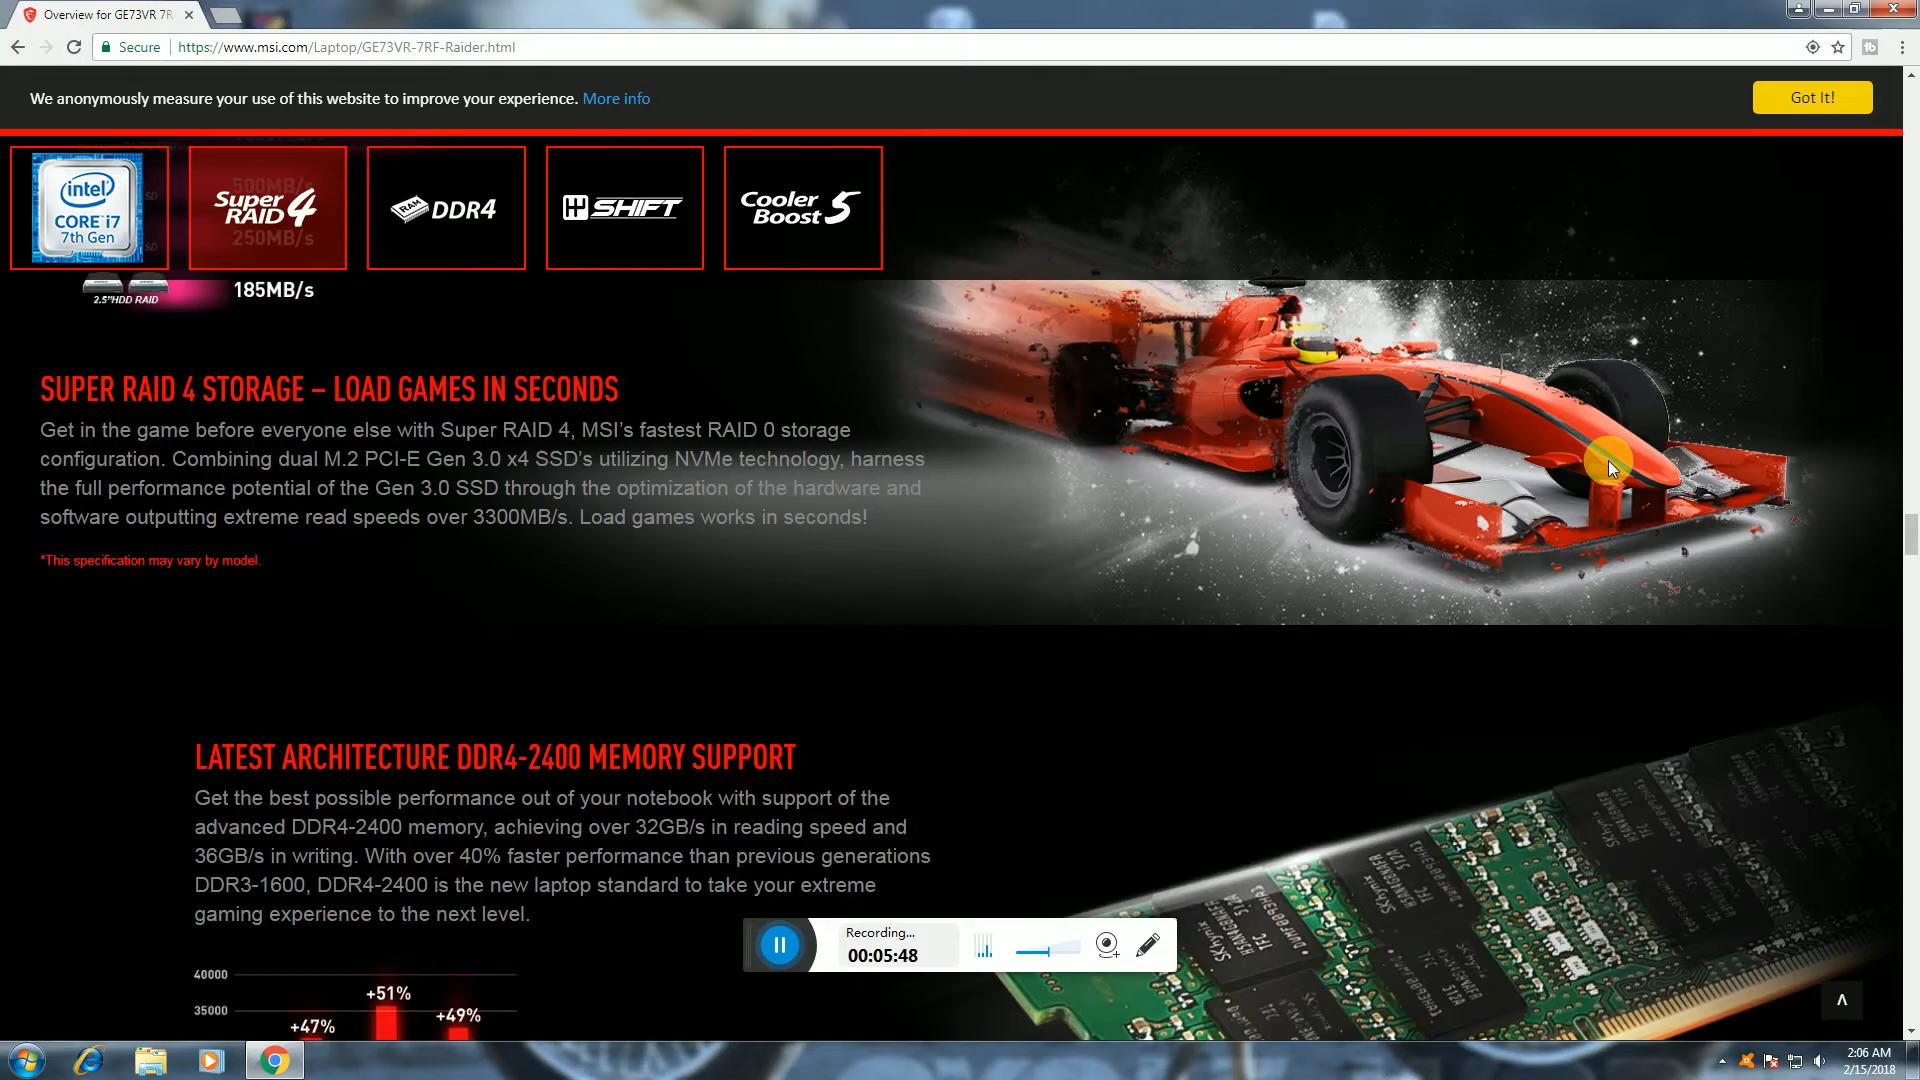 Overview for GE73VR 7R
Secure
https://www.msi.com/Laptop/GE73VR-7RF-Raider.html
We anonymously measure your use of this website to improve your experience. More info
Got It!
intel
CORE i7
7th Gen
500MB/s
Super
RAID 4
250MB/s
RAM DDR4
SHIFT
Cooler
Boost 5
2.5"HDD RAID
185MB/s
SUPER RAID 4 STORAGE – LOAD GAMES IN SECONDS
Get in the game before everyone else with Super RAID 4, MSI's fastest RAID 0 storage
configuration. Combining dual M.2 PCI-E Gen 3.0 x4 SSD's utilizing NVMe technology, harness
the full performance potential of the Gen 3.0 SSD through the optimization of the hardware and
software outputting extreme read speeds over 3300MB/s. Load games works in seconds!
*This specification may vary by model.
LATEST ARCHITECTURE DDR4-2400 MEMORY SUPPORT
Get the best possible performance out of your notebook with support of the
advanced DDR4-2400 memory, achieving over 32GB/s in reading speed and
36GB/s in writing. With over 40% faster performance than previous generations
DDR3-1600, DDR4-2400 is the new laptop standard to take your extreme
gaming experience to the next level.
40000
35000
+47%
+51%
+49%
Recording...
00:05:48
2:06 AM
2/15/2018